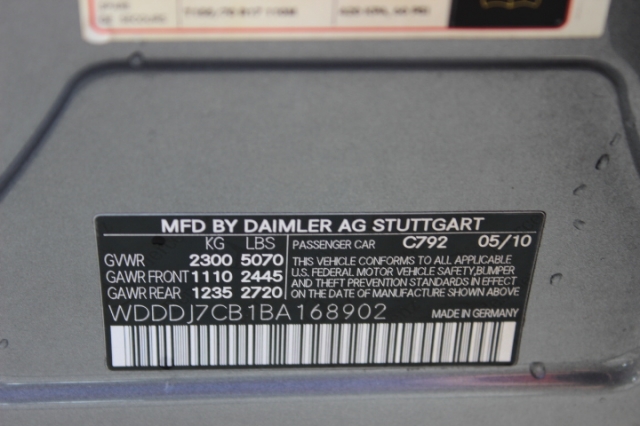 MFD BY DAIMLER AG STUTTGART
KG LBS PASSENGER CAR C792 05/10
GVWR 2300 5070
GAWR FRONT 1110 2445
GAWR REAR 1235 2720
THIS VEHICLE CONFORMS TO ALL APPLICABLE
U.S. FEDERAL MOTOR VEHICLE SAFETY,BUMPER
AND THEFT PREVENTION STANDARDS IN EFFECT
ON THE DATE OF MANUFACTURE SHOWN ABOVE
WDDDJ7CB1BA168902 MADE IN GERMANY